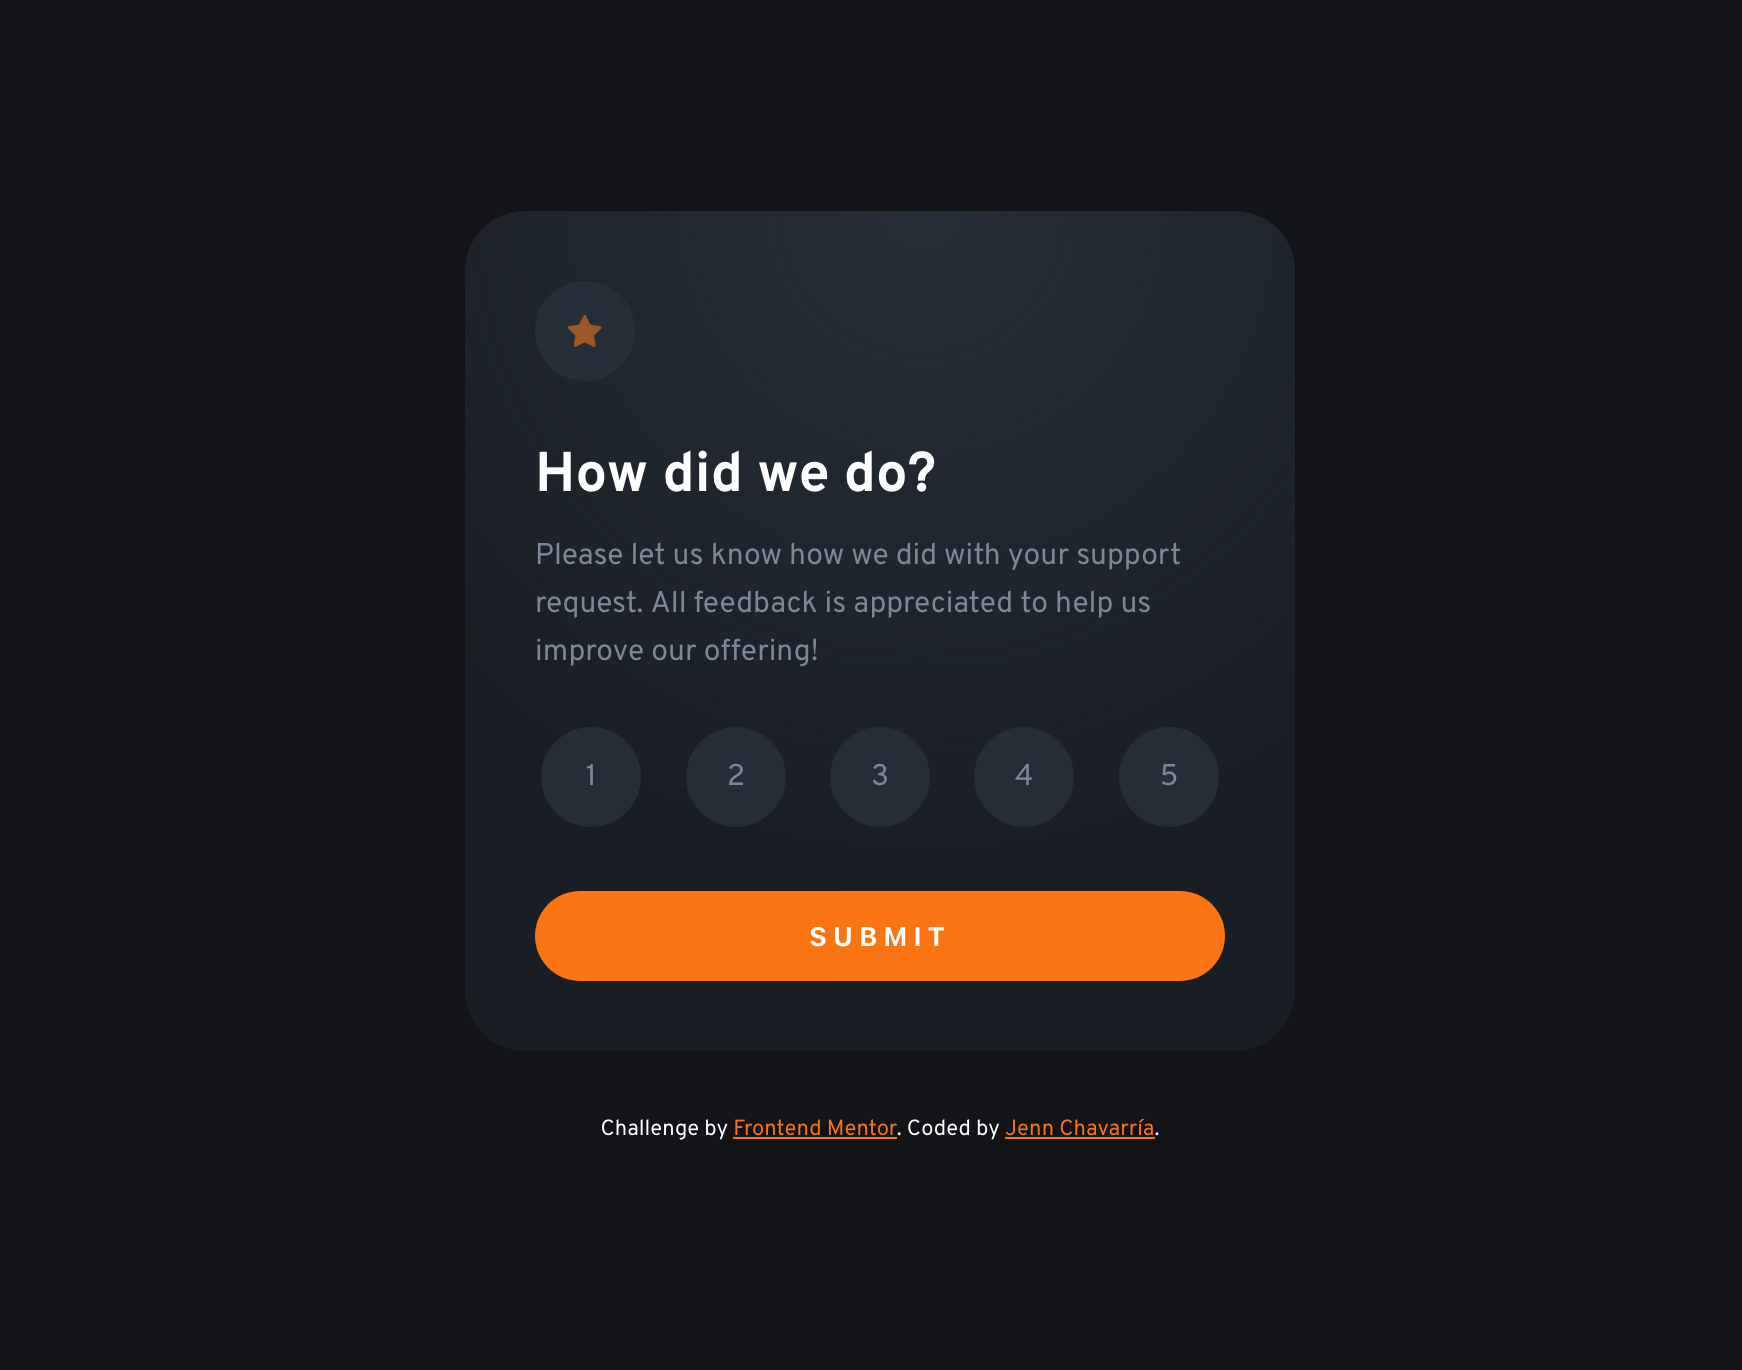 How did we do?
Please let us know how we did with your support
request. All feedback is appreciated to help us
improve our offering!
1 2 3 4 5
SUBMIT
Challenge by Frontend Mentor. Coded by Jenn Chavarría.